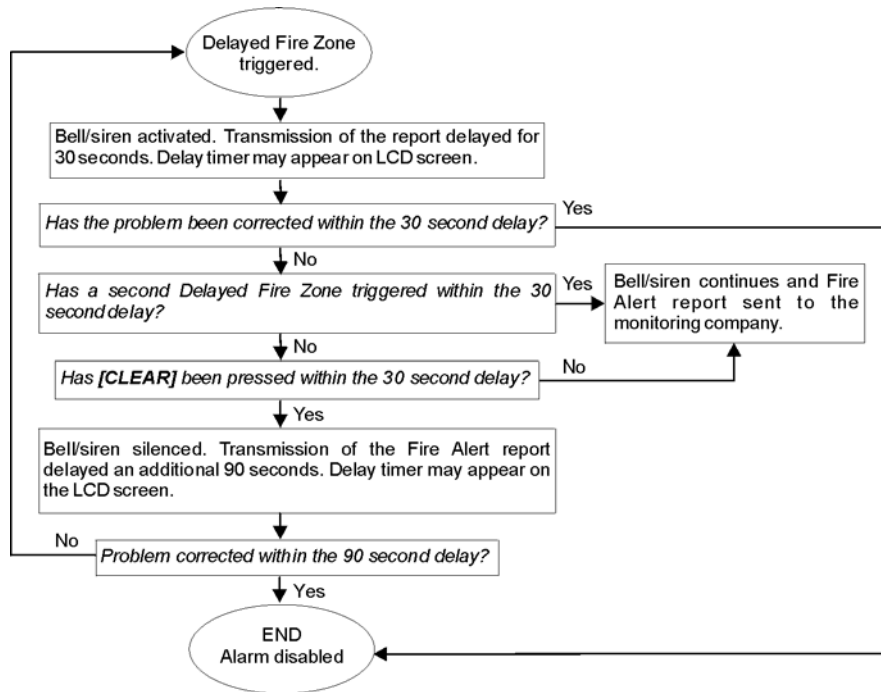 Delayed Fire Zone
triggered.
Bell/siren activated. Transmission of the report delayed for
30 seconds. Delay timer may appear on LCD screen.
Has the problem been corrected within the 30 second delay?
Yes
No
Has a second Delayed Fire Zone triggered within the 30
second delay?
Yes
Bell/siren continues and Fire
Alert report sent to the
monitoring company.
No
Has [CLEAR] been pressed within the 30 second delay?
No
Yes
Bell/siren silenced. Transmission of the Fire Alert report
delayed an additional 90 seconds. Delay timer may appear on
the LCD screen.
No
Problem corrected within the 90 second delay?
Yes
END
Alarm disabled